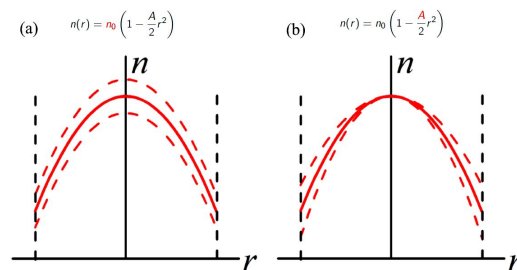 (a) n(r) = n₀ (1 − A/2 r²)
n
r
(b) n(r) = n₀ (1 − A/2 r²)
n
r